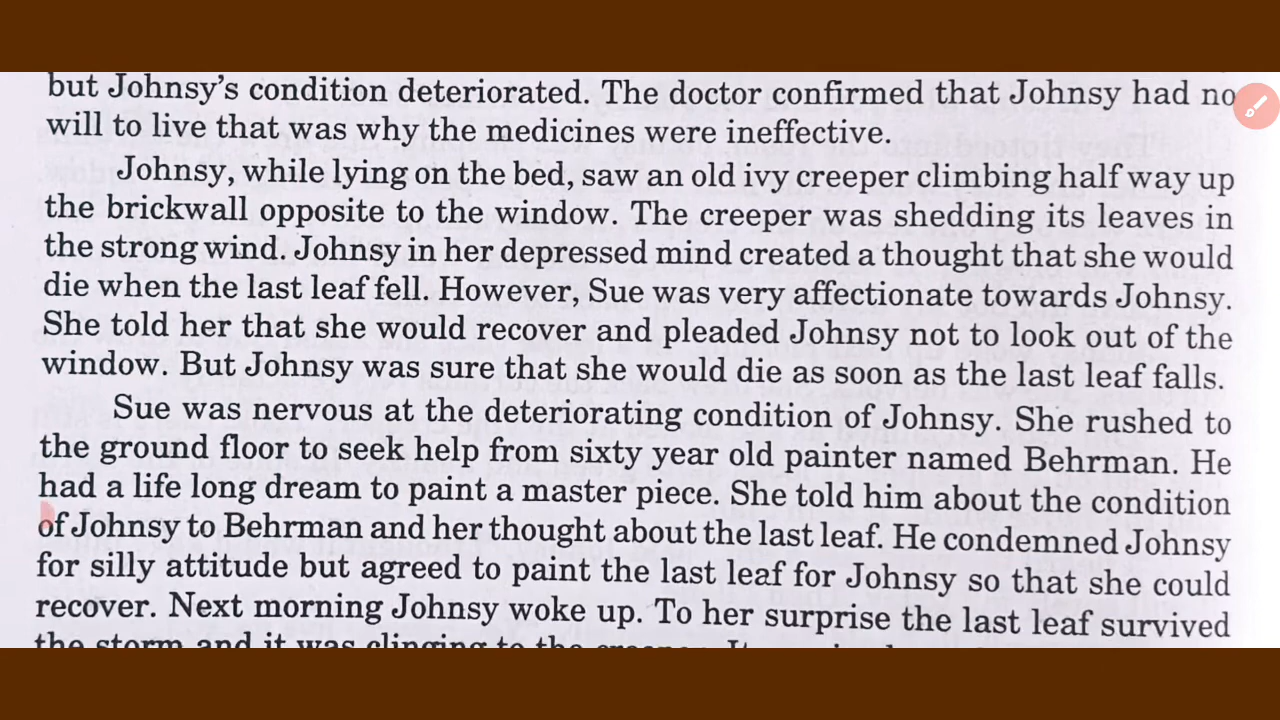 but Johnsy's condition deteriorated. The doctor confirmed that Johnsy had no
will to live that was why the medicines were ineffective.
Johnsy, while lying on the bed, saw an old ivy creeper climbing half way up
the brickwall opposite to the window. The creeper was shedding its leaves in
the strong wind. Johnsy in her depressed mind created a thought that she would
die when the last leaf fell. However, Sue was very affectionate towards Johnsy.
She told her that she would recover and pleaded Johnsy not to look out of the
window. But Johnsy was sure that she would die as soon as the last leaf falls.
Sue was nervous at the deteriorating condition of Johnsy. She rushed to
the ground floor to seek help from sixty year old painter named Behrman. He
had a life long dream to paint a master piece. She told him about the condition
of Johnsy to Behrman and her thought about the last leaf. He condemned Johnsy
for silly attitude but agreed to paint the last leaf for Johnsy so that she could
recover. Next morning Johnsy woke up. To her surprise the last leaf survived
the storm and it was clinging to the creeper. It